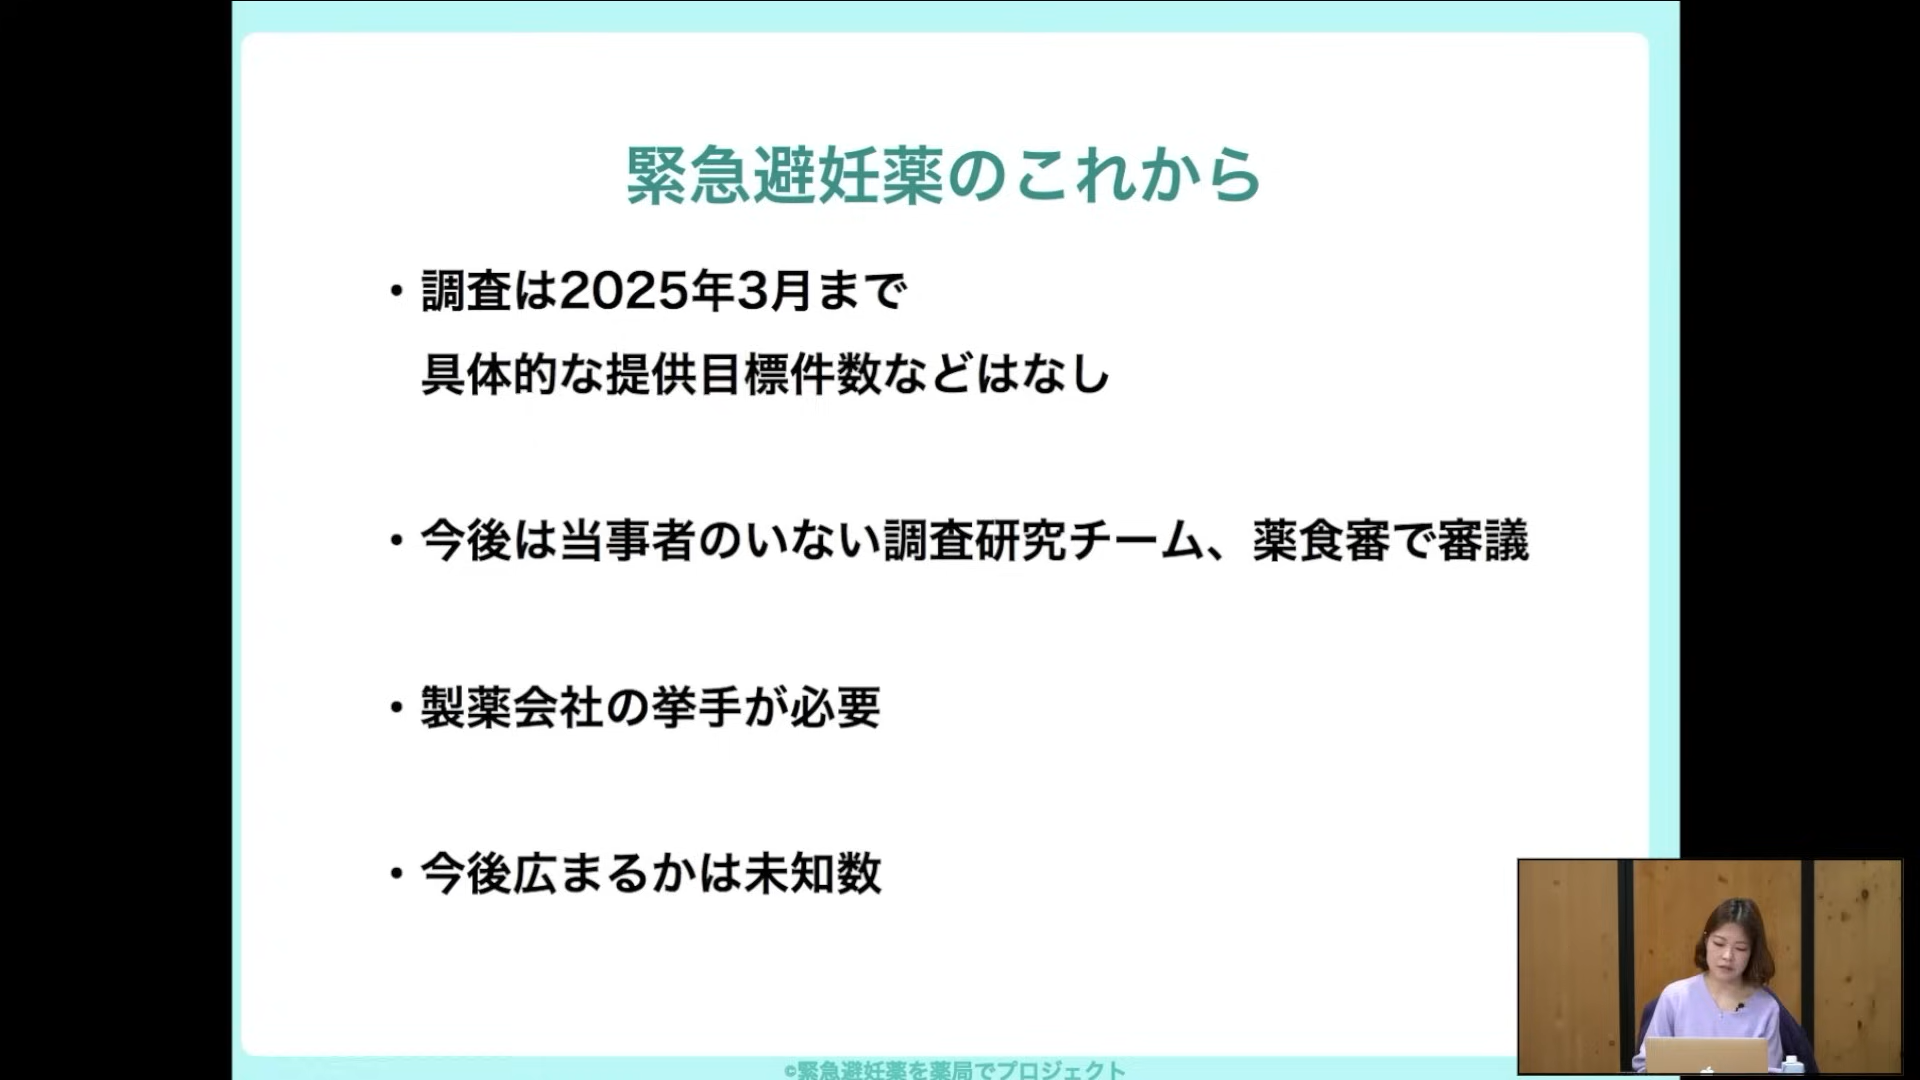 緊急避妊薬のこれから
・調査は2025年3月まで
具体的な提供目標件数などはなし
・今後は当事者のいない調査研究チーム、薬食審で審議
・製薬会社の挙手が必要
・今後広まるかは未知数
©緊急避妊薬を薬局でプロジェクト